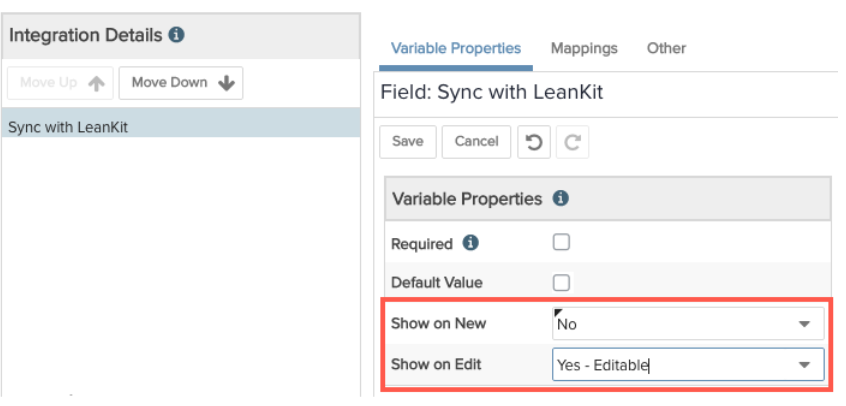 Integration Details
Move Up
Move Down
Sync with LeanKit
Variable Properties
Mappings
Other
Field: Sync with LeanKit
Save
Cancel
Variable Properties
Required
Default Value
Show on New
No
Show on Edit
Yes - Editable